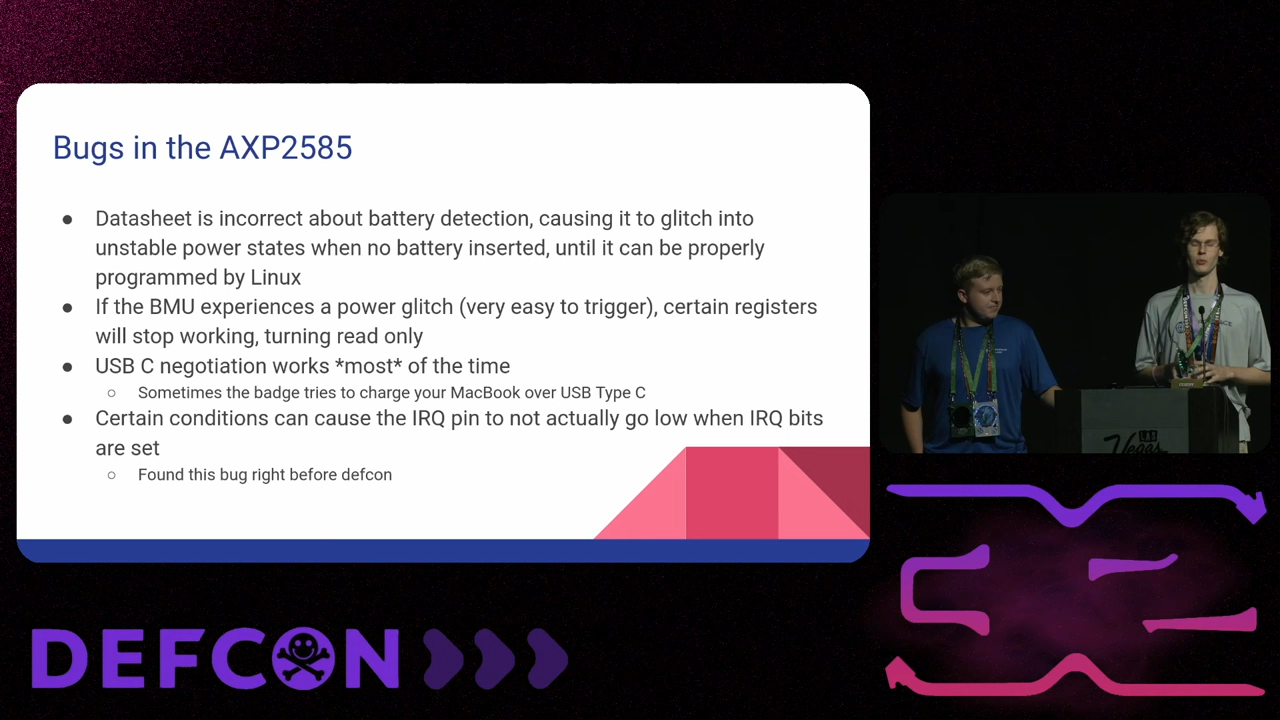 Bugs in the AXP2585
● Datasheet is incorrect about battery detection, causing it to glitch into
unstable power states when no battery inserted, until it can be properly
programmed by Linux
● If the BMU experiences a power glitch (very easy to trigger), certain registers
will stop working, turning read only
● USB C negotiation works *most* of the time
○ Sometimes the badge tries to charge your MacBook over USB Type C
● Certain conditions can cause the IRQ pin to not actually go low when IRQ bits
are set
○ Found this bug right before defcon
LAS
Vegas
DEFCON